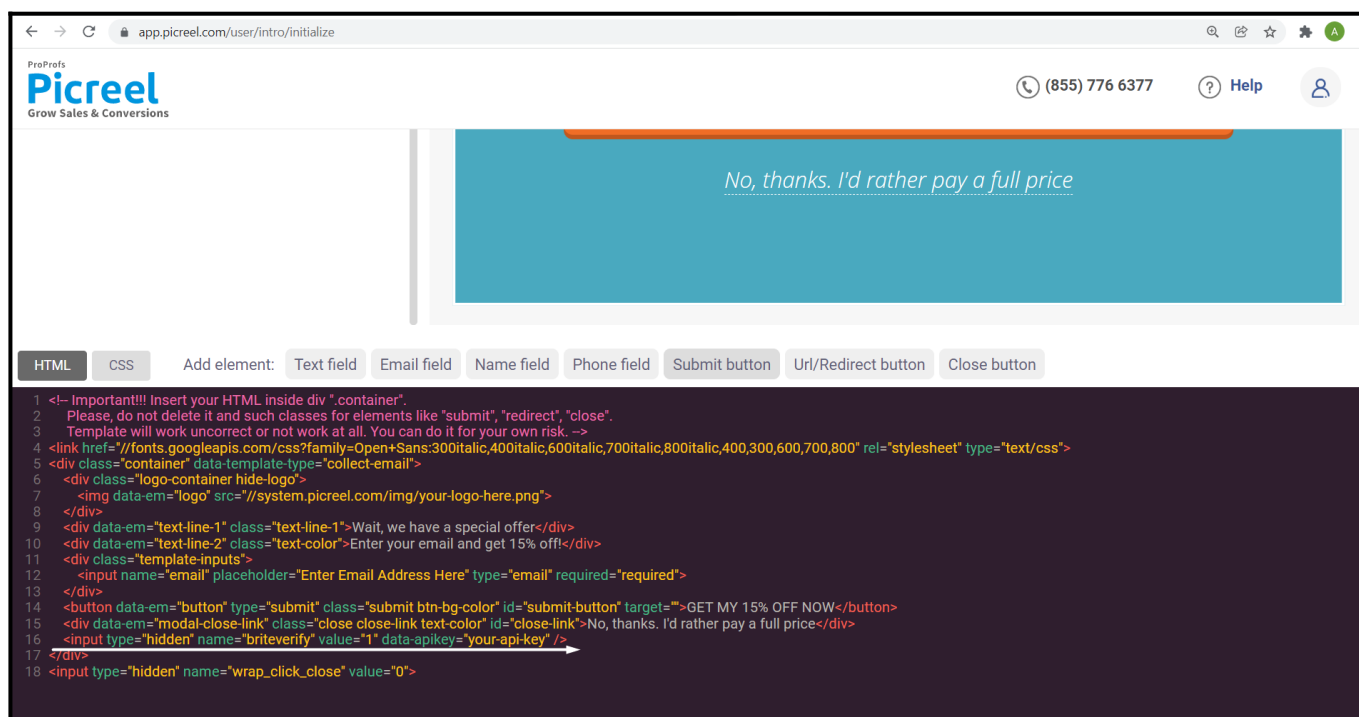 app.picreel.com/user/intro/initialize
A
ProProfs
Picreel
Grow Sales & Conversions
(855) 776 6377
? Help
No, thanks. I'd rather pay a full price
HTML CSS Add element: Text field Email field Name field Phone field Submit button Url/Redirect button Close button
1 <!-- Important!!! Insert your HTML inside div ".container".
2 Please, do not delete it and such classes for elements like "submit", "redirect", "close".
3 Template will work uncorrect or not work at all. You can do it for your own risk. -->
4 <link href="//fonts.googleapis.com/css?family=Open+Sans:300italic,400italic,600italic,700italic,800italic,400,300,600,700,800" rel="stylesheet" type="text/css">
5 <div class="container" data-template-type="collect-email">
6 <div class="logo-container hide-logo">
7 <img data-em="logo" src="//system.picreel.com/img/your-logo-here.png">
8 </div>
9 <div data-em="text-line-1" class="text-line-1">Wait, we have a special offer</div>
10 <div data-em="text-line-2" class="text-color">Enter your email and get 15% off!</div>
11 <div class="template-inputs">
12 <input name="email" placeholder="Enter Email Address Here" type="email" required="required">
13 </div>
14 <button data-em="button" type="submit" class="submit btn-bg-color" id="submit-button" target="">GET MY 15% OFF NOW</button>
15 <div data-em="modal-close-link" class="close close-link text-color" id="close-link">No, thanks. I'd rather pay a full price</div>
16 <input type="hidden" name="briteverify" value="1" data-apikey="your-api-key" />
17 </div>
18 <input type="hidden" name="wrap_click_close" value="0">